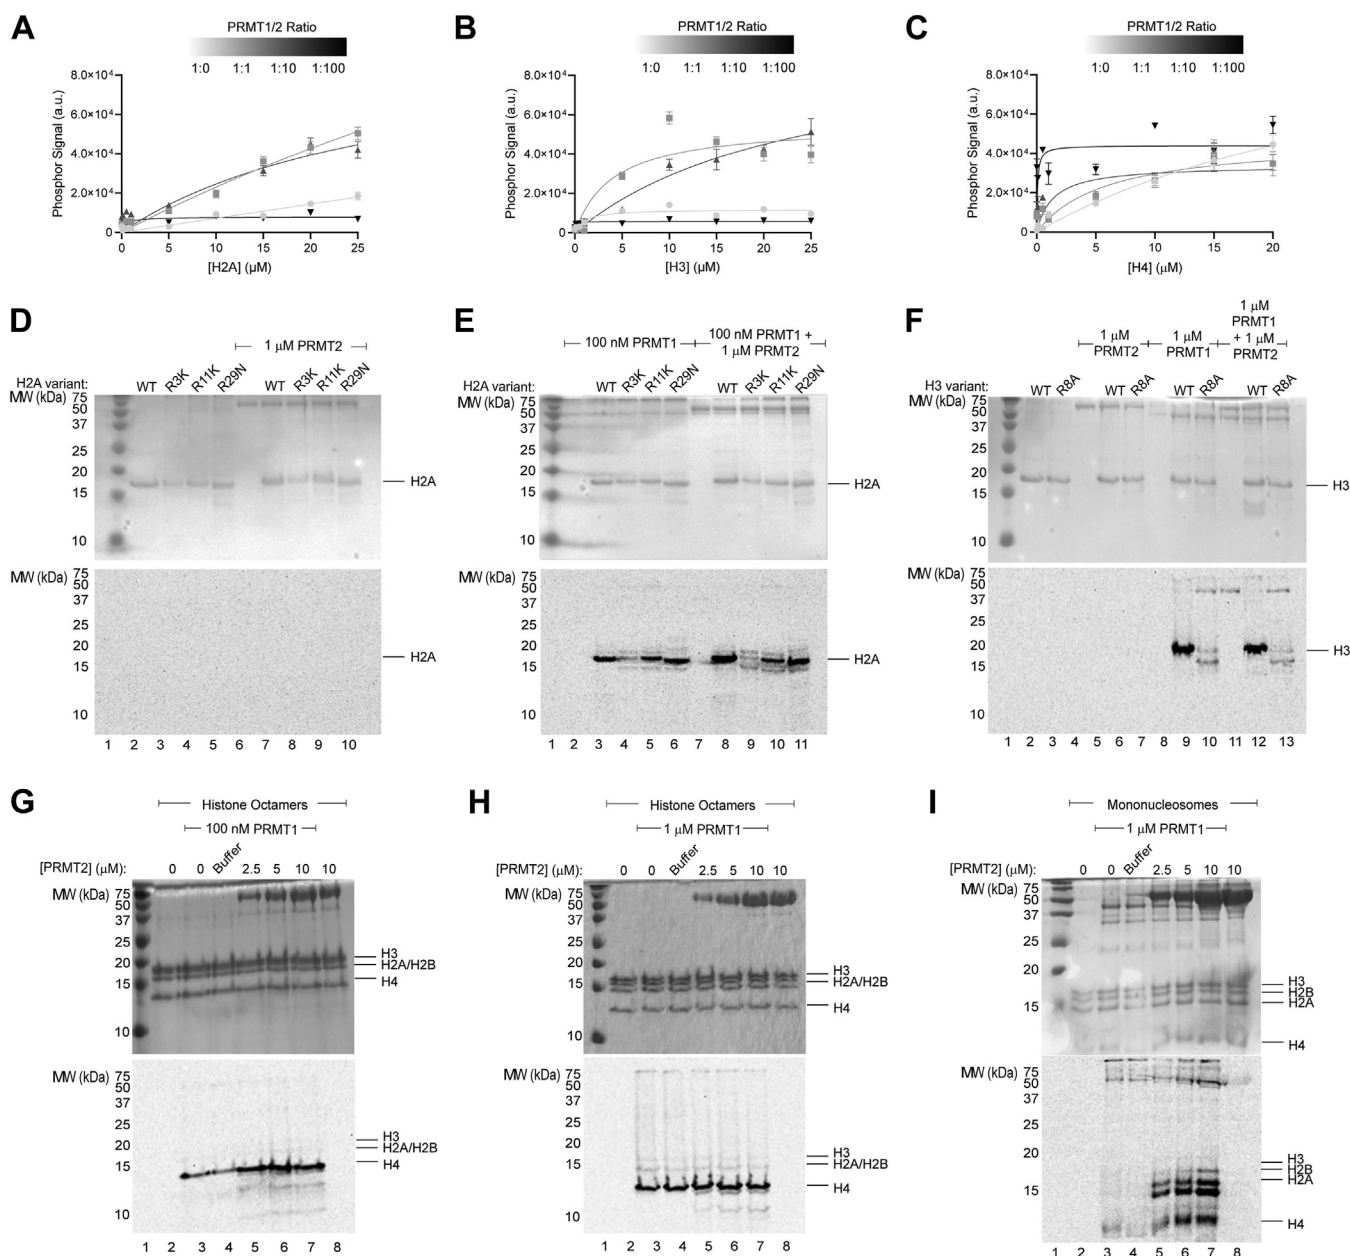 A
PRMT1/2 Ratio
1:0 1:1 1:10 1:100
Phosphor Signal (a.u.)
8.0×10⁴
6.0×10⁴
4.0×10⁴
2.0×10⁴
0
0 5 10 15 20 25
[H2A] (µM)
B
PRMT1/2 Ratio
1:0 1:1 1:10 1:100
Phosphor Signal (a.u.)
8.0×10⁴
6.0×10⁴
4.0×10⁴
2.0×10⁴
0
0 5 10 15 20 25
[H3] (µM)
C
PRMT1/2 Ratio
1:0 1:1 1:10 1:100
Phosphor Signal (a.u.)
8.0×10⁴
6.0×10⁴
4.0×10⁴
2.0×10⁴
0
0 5 10 15 20
[H4] (µM)
D
1 µM PRMT2
H2A variant: WT R3K R11K R29N WT R3K R11K R29N
MW (kDa)
75
50
37
25
20
15
10
H2A
MW (kDa)
75
50
37
25
20
15
10
H2A
1 2 3 4 5 6 7 8 9 10
E
100 nM PRMT1
100 nM PRMT1 +
1 µM PRMT2
H2A variant: WT R3K R11K R29N WT R3K R11K R29N
MW (kDa)
75
50
37
25
20
15
10
H2A
MW (kDa)
75
50
37
25
20
15
10
H2A
1 2 3 4 5 6 7 8 9 10 11
F
1 µM
PRMT2
1 µM
PRMT1
1 µM
PRMT1
+ 1 µM
PRMT2
H3 variant: WT R8A WT R8A WT R8A WT R8A
MW (kDa)
75
50
37
25
20
15
10
H3
MW (kDa)
75
50
37
25
20
15
10
H3
1 2 3 4 5 6 7 8 9 10 11 12 13
G
Histone Octamers
100 nM PRMT1
[PRMT2] (µM): 0 0 Buffer 2.5 5 10 10
MW (kDa)
75
50
37
25
20
15
10
H3
H2A/H2B
H4
MW (kDa)
75
50
37
25
20
15
10
H3
H2A/H2B
H4
1 2 3 4 5 6 7 8
H
Histone Octamers
1 µM PRMT1
[PRMT2] (µM): 0 0 Buffer 2.5 5 10 10
MW (kDa)
75
50
37
25
20
15
10
H3
H2A/H2B
H4
MW (kDa)
75
50
37
25
20
15
10
H3
H2A/H2B
H4
1 2 3 4 5 6 7 8
I
Mononucleosomes
1 µM PRMT1
[PRMT2] (µM): 0 0 Buffer 2.5 5 10 10
MW (kDa)
75
50
37
25
20
15
H3
H2B
H2A
H4
MW (kDa)
75
50
37
25
20
15
H3
H2B
H2A
H4
1 2 3 4 5 6 7 8